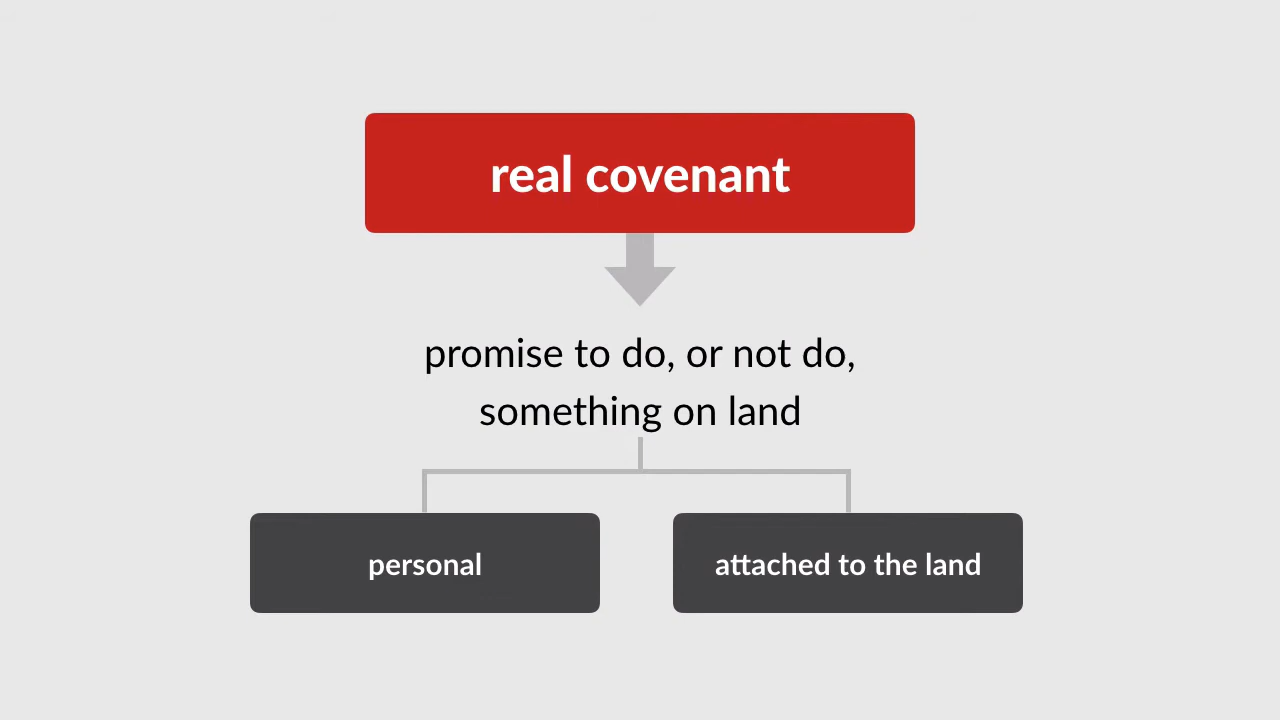 real covenant
promise to do, or not do,
something on land
personal
attached to the land